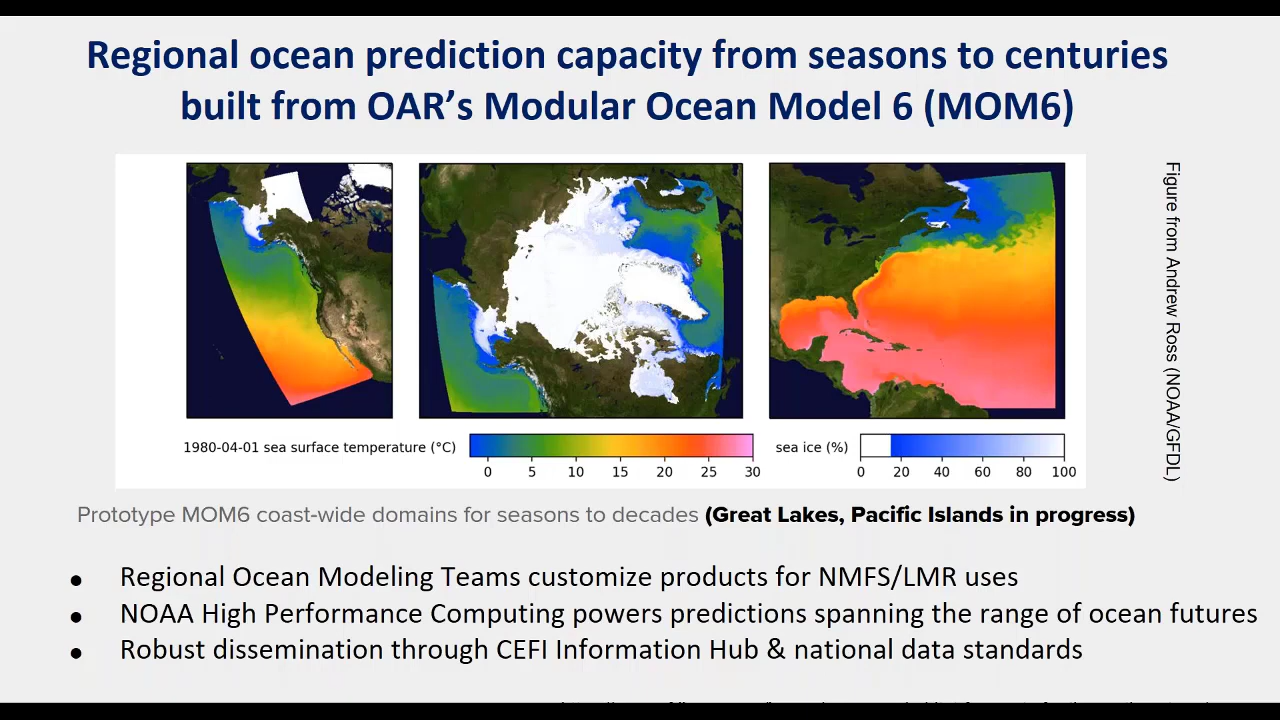 Regional ocean prediction capacity from seasons to centuries
built from OAR’s Modular Ocean Model 6 (MOM6)
Figure from Andrew Ross (NOAA/GFDL)
1980-04-01 sea surface temperature (°C)
0 5 10 15 20 25 30
sea ice (%)
0 20 40 60 80 100
Prototype MOM6 coast-wide domains for seasons to decades (Great Lakes, Pacific Islands in progress)
● Regional Ocean Modeling Teams customize products for NMFS/LMR uses
● NOAA High Performance Computing powers predictions spanning the range of ocean futures
● Robust dissemination through CEFI Information Hub & national data standards